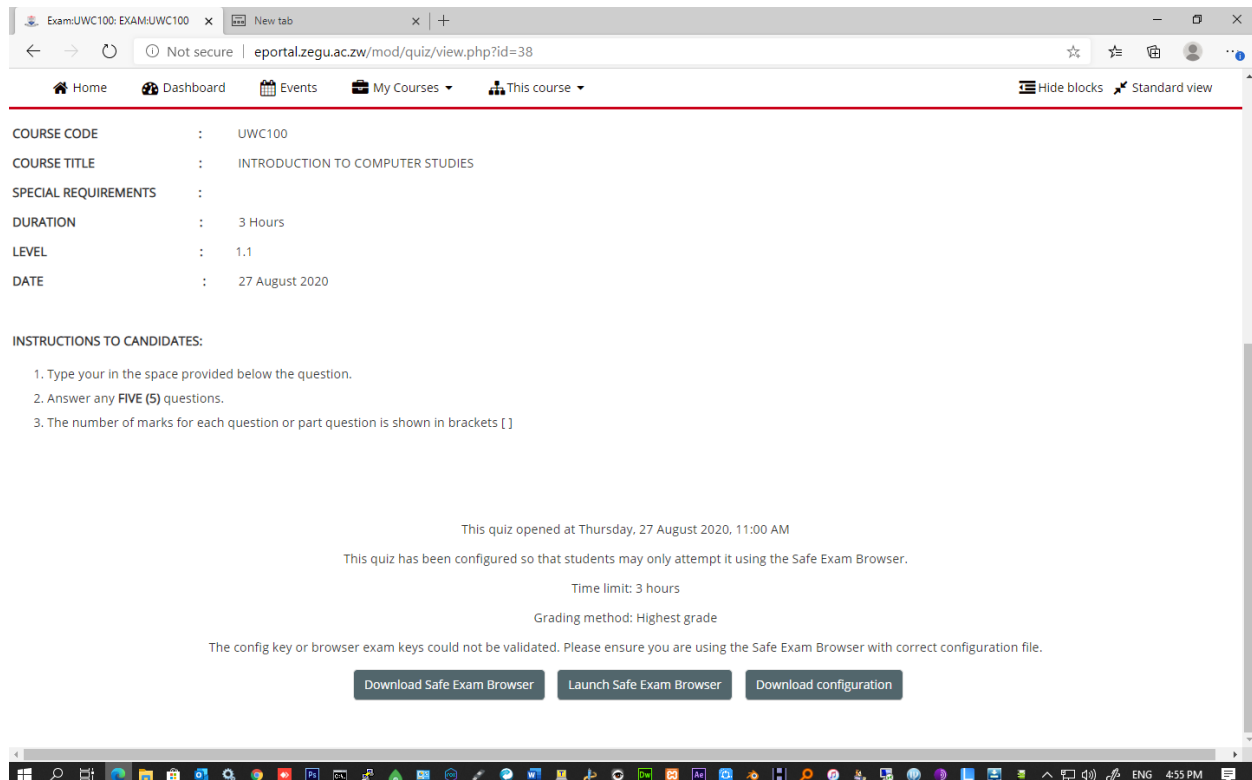 Exam:UWC100: EXAM:UWC100
New tab
Not secure | eportal.zegu.ac.zw/mod/quiz/view.php?id=38
Home Dashboard Events My Courses This course Hide blocks Standard view
COURSE CODE : UWC100
COURSE TITLE : INTRODUCTION TO COMPUTER STUDIES
SPECIAL REQUIREMENTS :
DURATION : 3 Hours
LEVEL : 1.1
DATE : 27 August 2020
INSTRUCTIONS TO CANDIDATES:
1. Type your in the space provided below the question.
2. Answer any FIVE (5) questions.
3. The number of marks for each question or part question is shown in brackets [ ]
This quiz opened at Thursday, 27 August 2020, 11:00 AM
This quiz has been configured so that students may only attempt it using the Safe Exam Browser.
Time limit: 3 hours
Grading method: Highest grade
The config key or browser exam keys could not be validated. Please ensure you are using the Safe Exam Browser with correct configuration file.
Download Safe Exam Browser Launch Safe Exam Browser Download configuration
ENG 4:55 PM